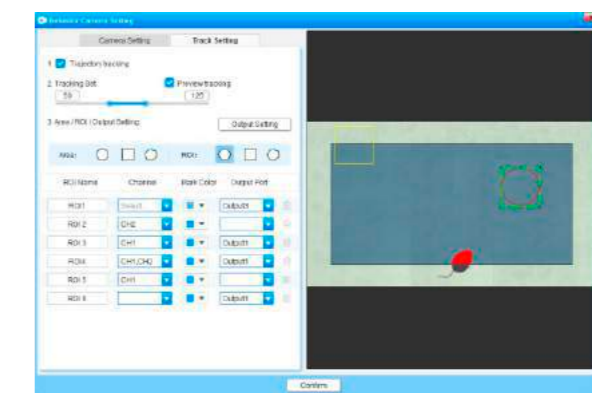 Behavior Camera Setting
Camera Setting Track Setting
1 Trajectory tracking
2 Tracking Set Preview tracking
50 125
3 Area / ROI / Output Setting Output Setting
Area: ROI:
ROI Name Channel Mark Color Output Port
ROI1 Select Output1
ROI 2 CH2
ROI 3 CH1 Output1
ROI4 CH1,CH2 Output1
ROI 5 CH1
ROI 6 Output1
Confirm